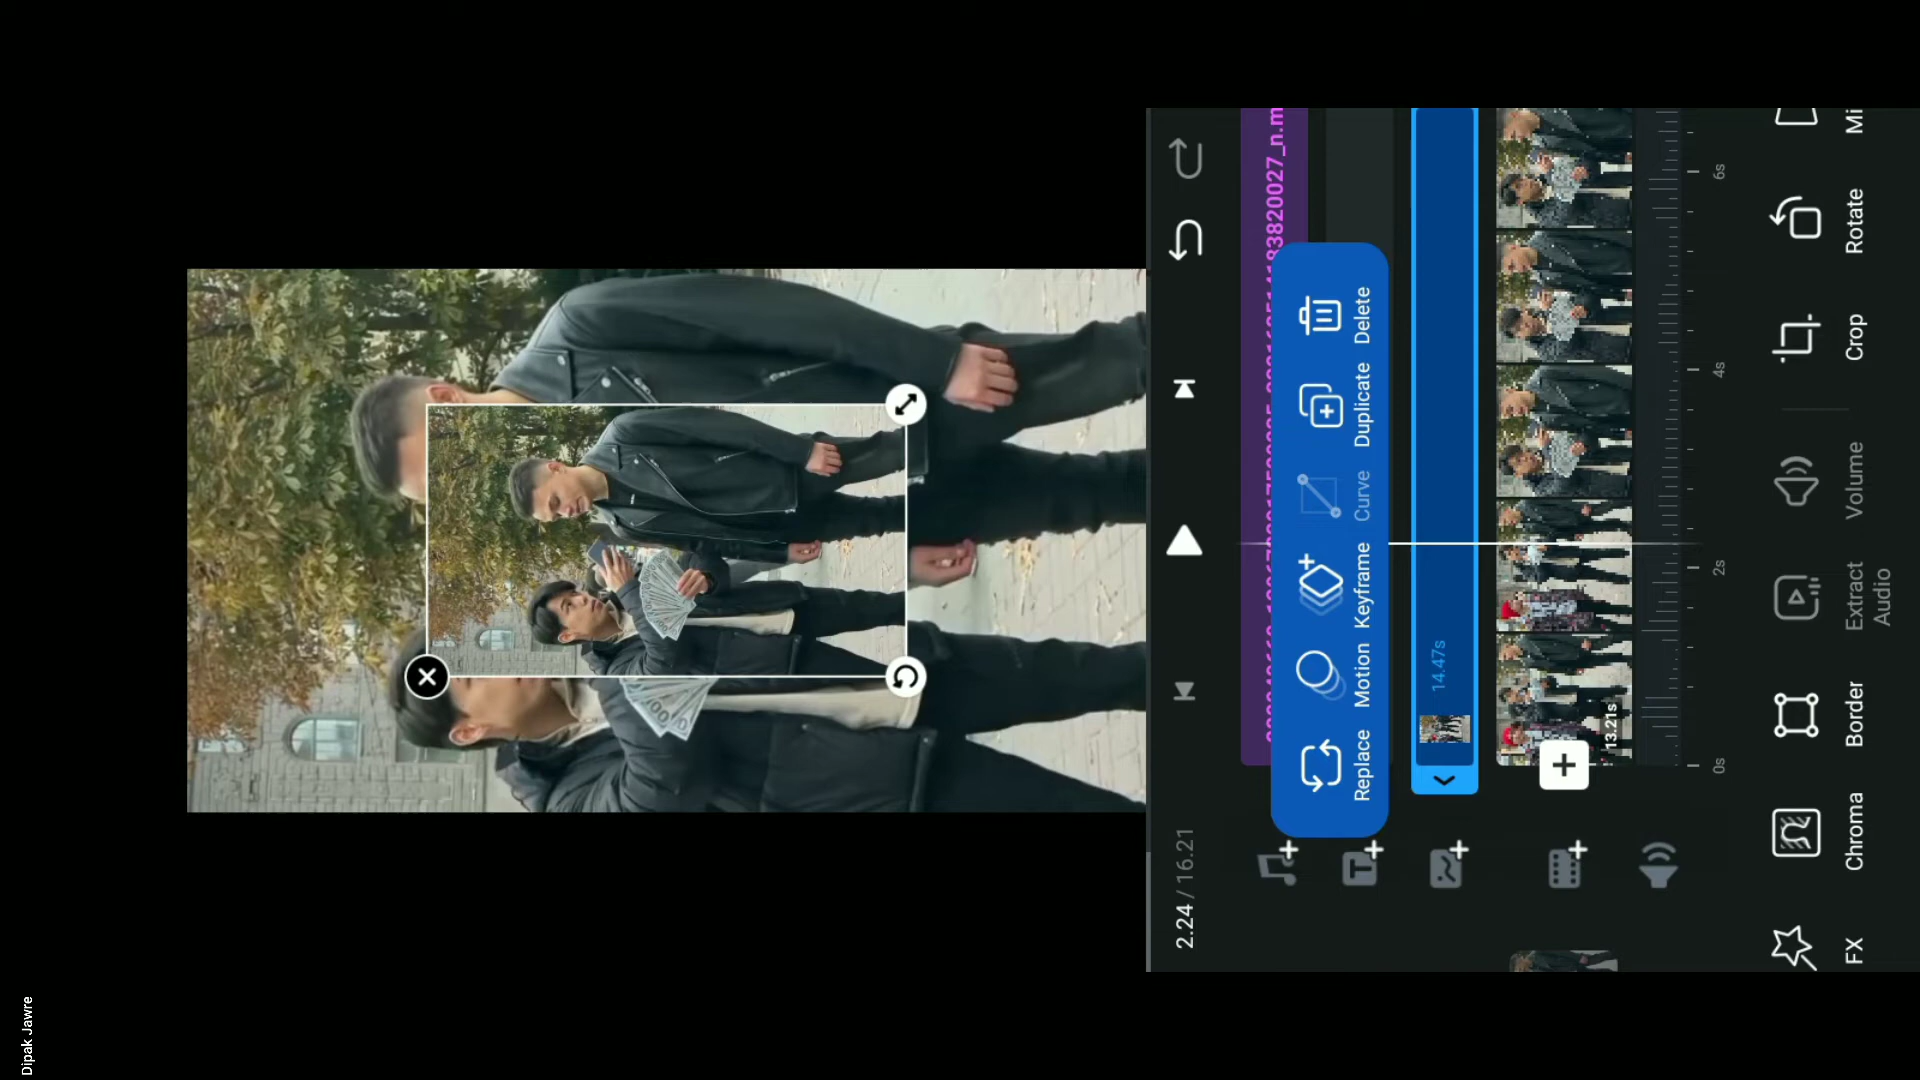 2.24 / 16.21
Replace
Motion
Keyframe
Curve
Duplicate
Delete
14.47s
13.21s
0s
2s
4s
6s
FX
Chroma
Border
Extract
Audio
Volume
Crop
Rotate
Mi
Dipak Jawre